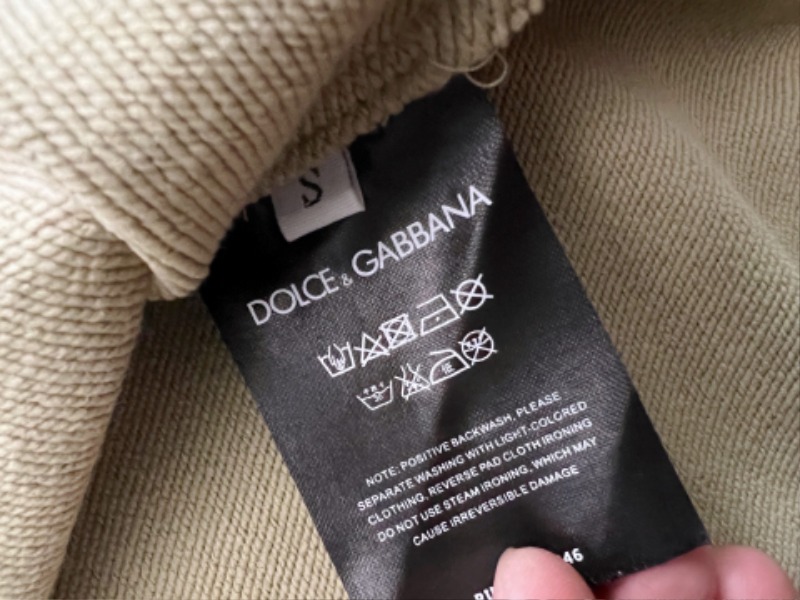 S
DOLCE & GABBANA
NOTE: POSITIVE BACKWASH, PLEASE
SEPARATE WASHING WITH LIGHT-COLORED
CLOTHING, REVERSE PAD CLOTH IRONING
DO NOT USE STEAM IRONING, WHICH MAY
CAUSE IRREVERSIBLE DAMAGE
46